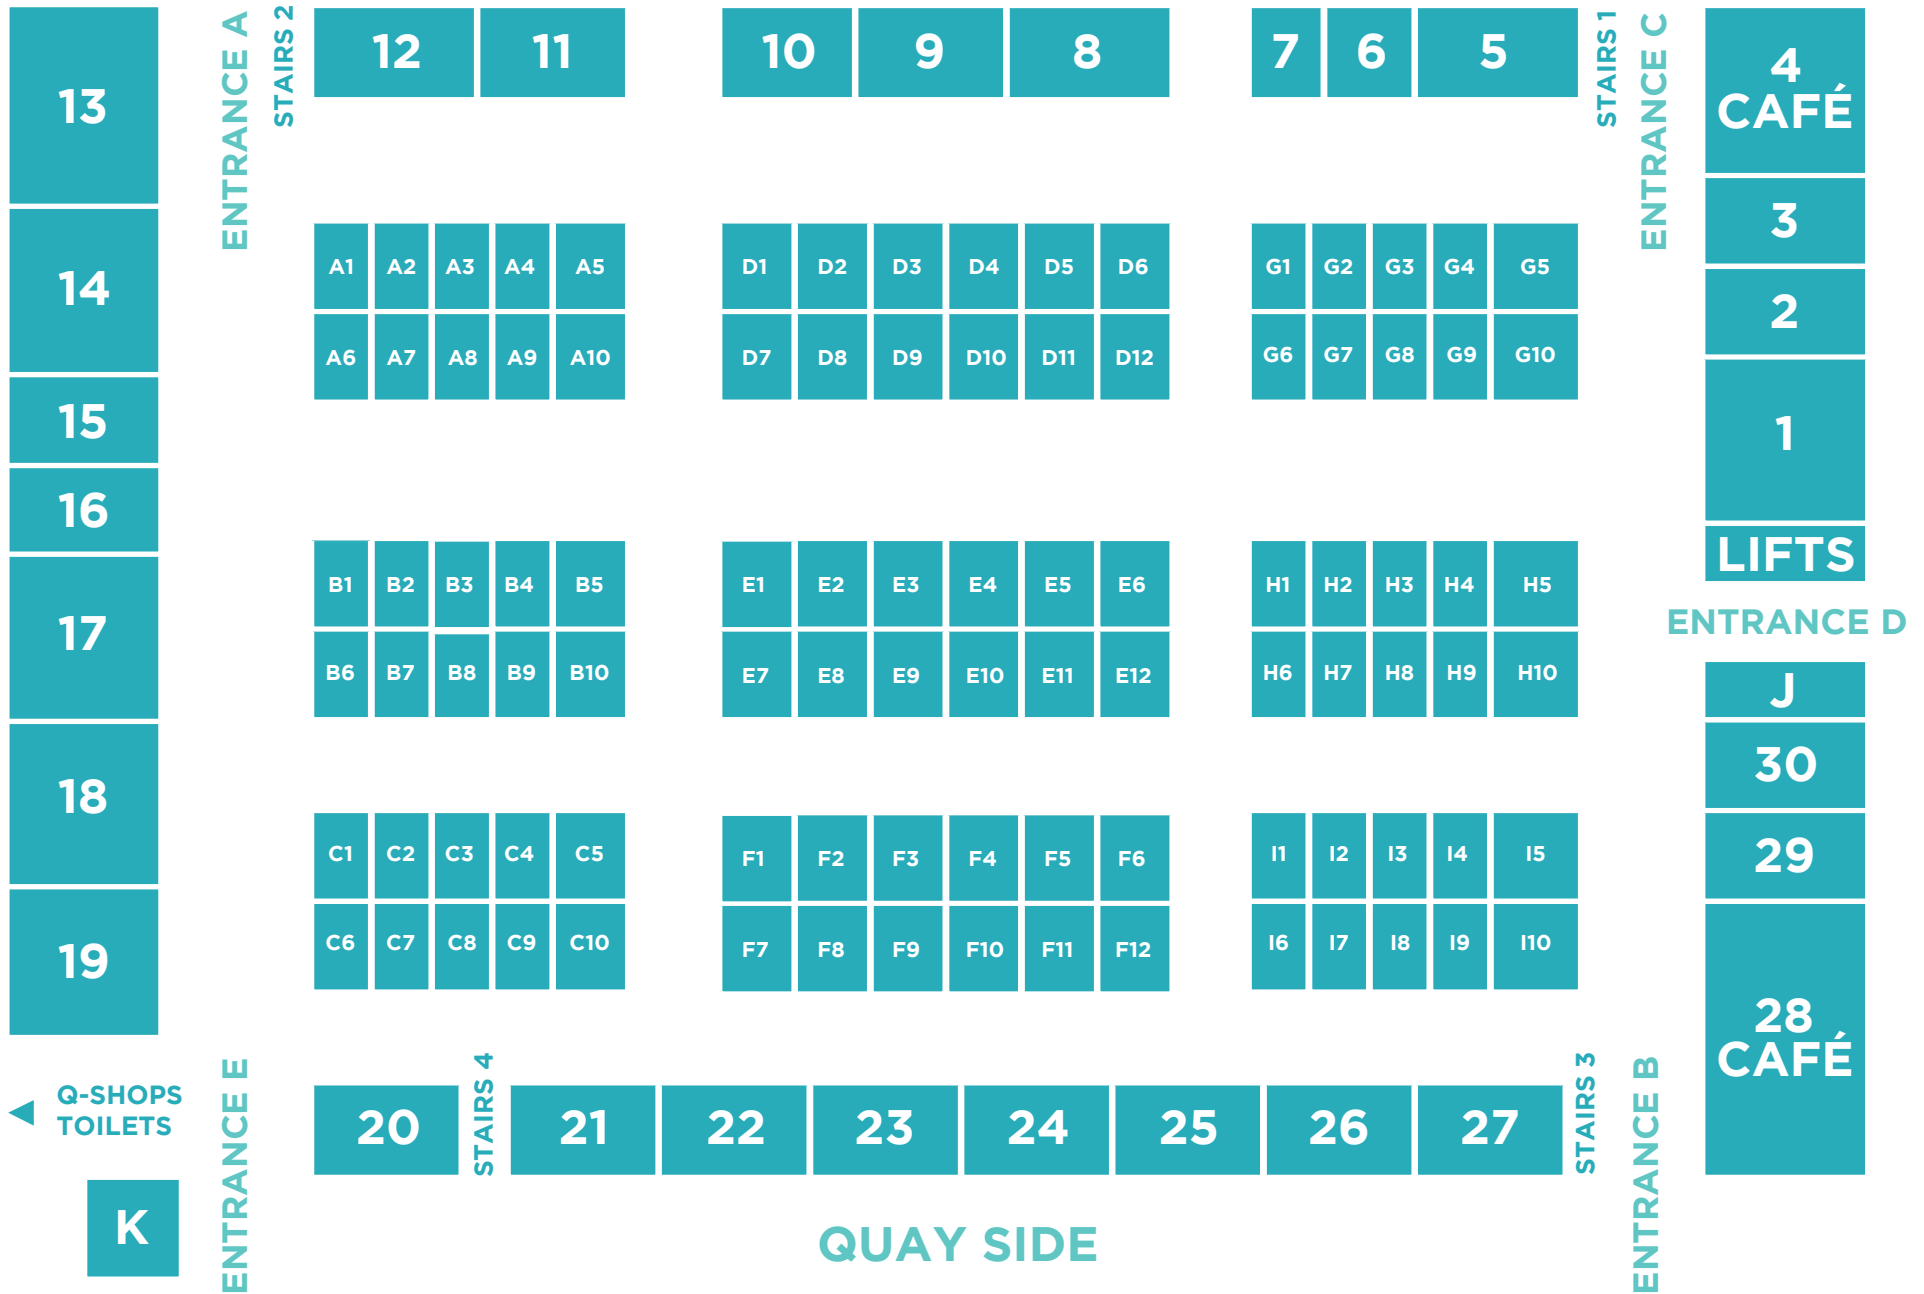 ENTRANCE A
STAIRS 2
12
11
10
9
8
7
6
5
STAIRS 1
ENTRANCE C
4
CAFÉ
13
3
14
A1 A2 A3 A4 A5
D1 D2 D3 D4 D5 D6
G1 G2 G3 G4 G5
2
A6 A7 A8 A9 A10
D7 D8 D9 D10 D11 D12
G6 G7 G8 G9 G10
15
1
16
LIFTS
B1 B2 B3 B4 B5
E1 E2 E3 E4 E5 E6
H1 H2 H3 H4 H5
17
ENTRANCE D
B6 B7 B8 B9 B10
E7 E8 E9 E10 E11 E12
H6 H7 H8 H9 H10
J
18
30
C1 C2 C3 C4 C5
F1 F2 F3 F4 F5 F6
I1 I2 I3 I4 I5
29
19
C6 C7 C8 C9 C10
F7 F8 F9 F10 F11 F12
I6 I7 I8 I9 I10
28
CAFÉ
Q-SHOPS
TOILETS
ENTRANCE E
20
STAIRS 4
21
22
23
24
25
26
27
STAIRS 3
ENTRANCE B
K
QUAY SIDE